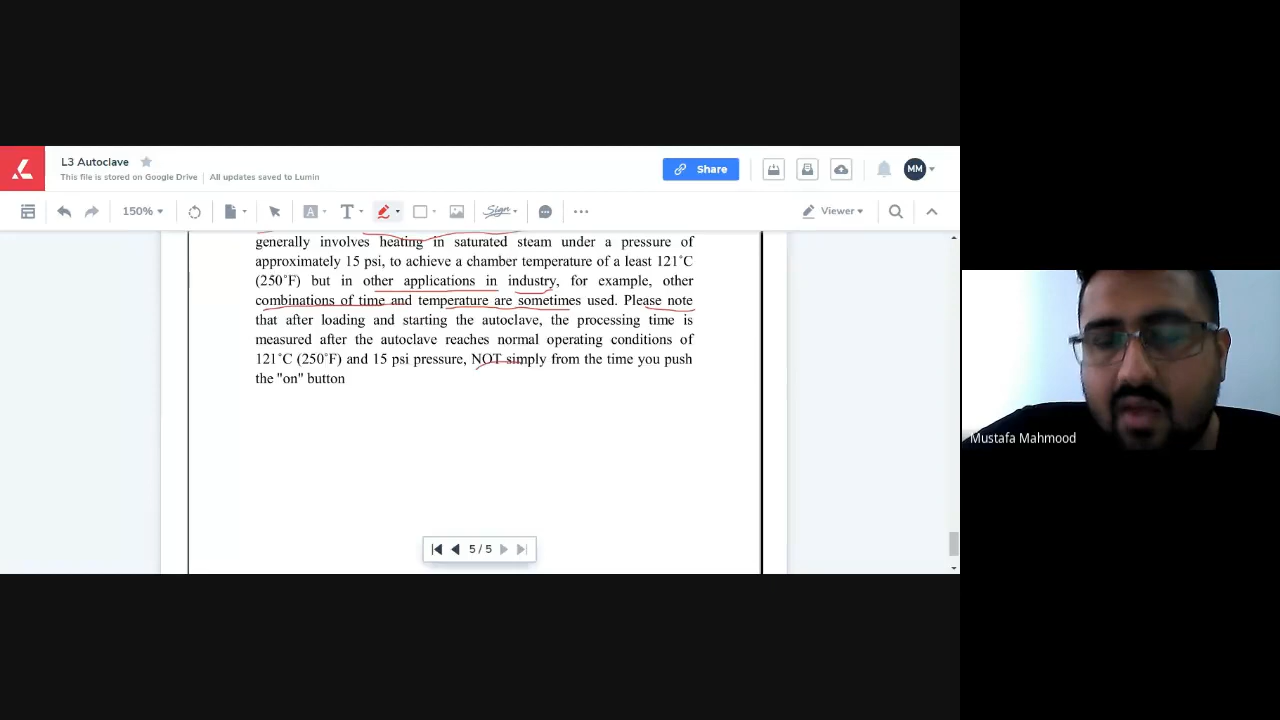 L3 Autoclave
This file is stored on Google Drive | All updates saved to Lumin
Share
MM
150%
A
T
Sign
Viewer
generally involves heating in saturated steam under a pressure of
approximately 15 psi, to achieve a chamber temperature of a least 121˚C
(250˚F) but in other applications in industry, for example, other
combinations of time and temperature are sometimes used. Please note
that after loading and starting the autoclave, the processing time is
measured after the autoclave reaches normal operating conditions of
121˚C (250˚F) and 15 psi pressure, NOT simply from the time you push
the "on" button
5 / 5
Mustafa Mahmood